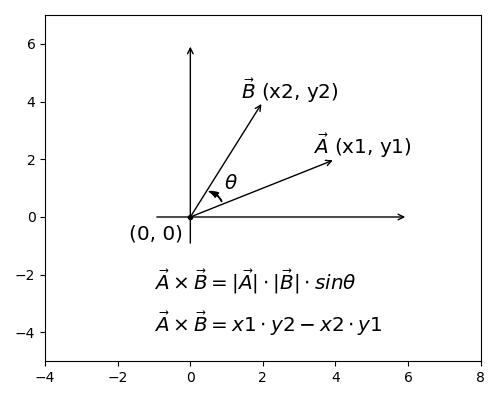 6
4
2
0
−2
−4
−4 −2 0 2 4 6 8
B⃗ (x2, y2)
A⃗ (x1, y1)
θ
(0, 0)
A⃗ × B⃗ = |A⃗| · |B⃗| · sinθ
A⃗ × B⃗ = x1 · y2 − x2 · y1